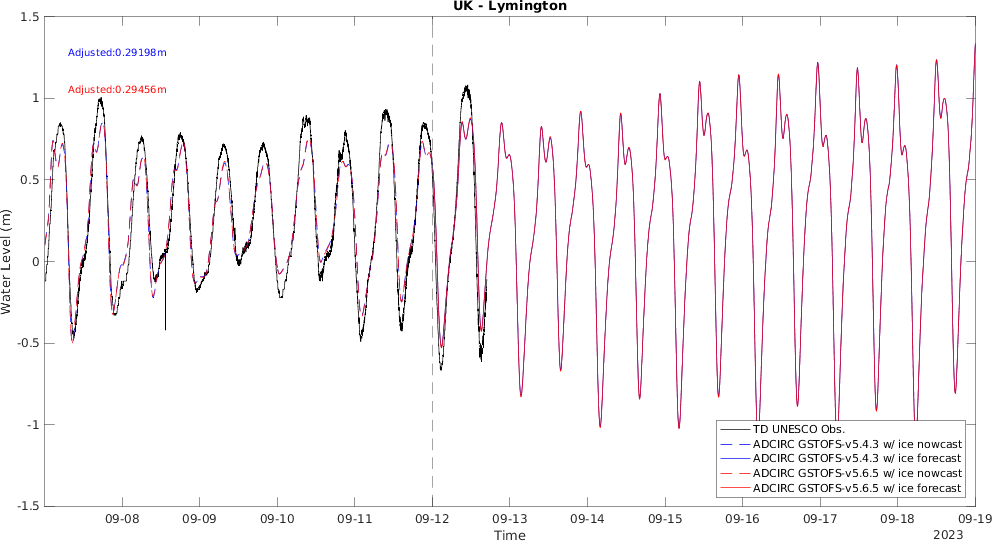 UK - Lymington
Adjusted:0.29198m
Adjusted:0.29456m
Water Level (m)
1.5
1
0.5
0
-0.5
-1
-1.5
TD UNESCO Obs.
ADCIRC GSTOFS-v5.4.3 w/ ice nowcast
ADCIRC GSTOFS-v5.4.3 w/ ice forecast
ADCIRC GSTOFS-v5.6.5 w/ ice nowcast
ADCIRC GSTOFS-v5.6.5 w/ ice forecast
09-08 09-09 09-10 09-11 09-12 09-13 09-14 09-15 09-16 09-17 09-18 09-19
Time
2023